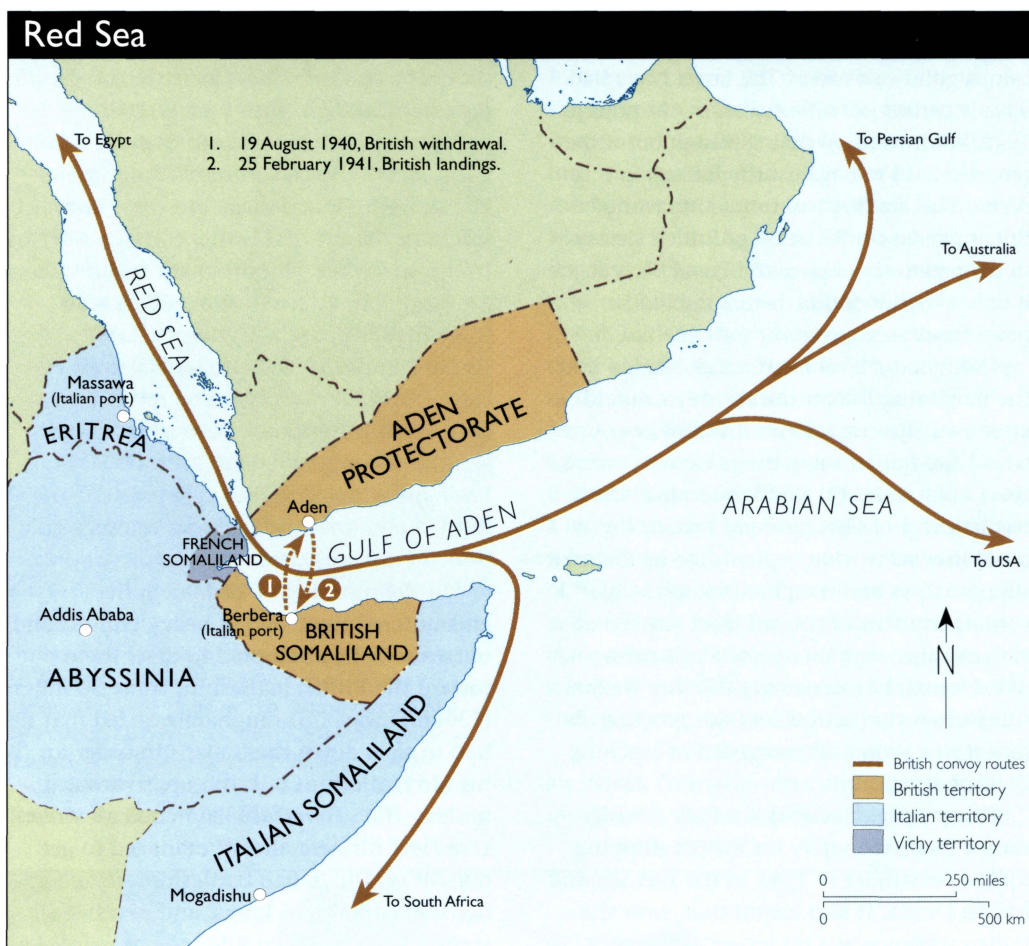 Red Sea
To Egypt
1. 19 August 1940, British withdrawal.
2. 25 February 1941, British landings.
To Persian Gulf
To Australia
RED SEA
Massawa
(Italian port)
ERITREA
ADEN
PROTECTORATE
Aden
GULF OF ADEN
ARABIAN SEA
To USA
FRENCH
SOMALILAND
1
2
Addis Ababa
Berbera
(Italian port)
BRITISH
SOMALILAND
ABYSSINIA
N
ITALIAN SOMALILAND
British convoy routes
British territory
Italian territory
Vichy territory
Mogadishu
To South Africa
0 250 miles
0 500 km